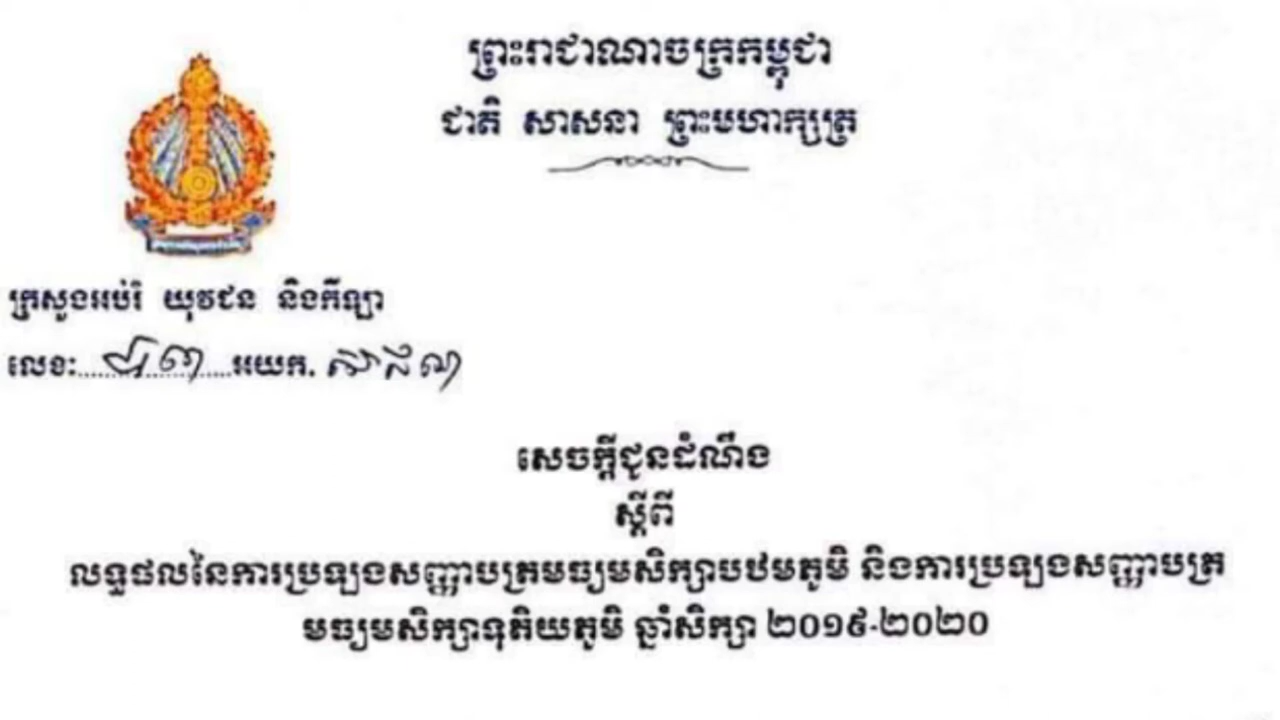 ព្រះរាជាណាចក្រកម្ពុជា
ជាតិ សាសនា ព្រះមហាក្សត្រ
ក្រសួងអប់រំ យុវជន និងកីឡា
លេខ:....................អយក.
សេចក្តីជូនដំណឹង
ស្តីពី
លទ្ធផលនៃការប្រឡងសញ្ញាបត្រមធ្យមសិក្សាបឋមភូមិ និងការប្រឡងសញ្ញាបត្រ
មធ្យមសិក្សាទុតិយភូមិ ឆ្នាំសិក្សា ២០១៩-២០២០